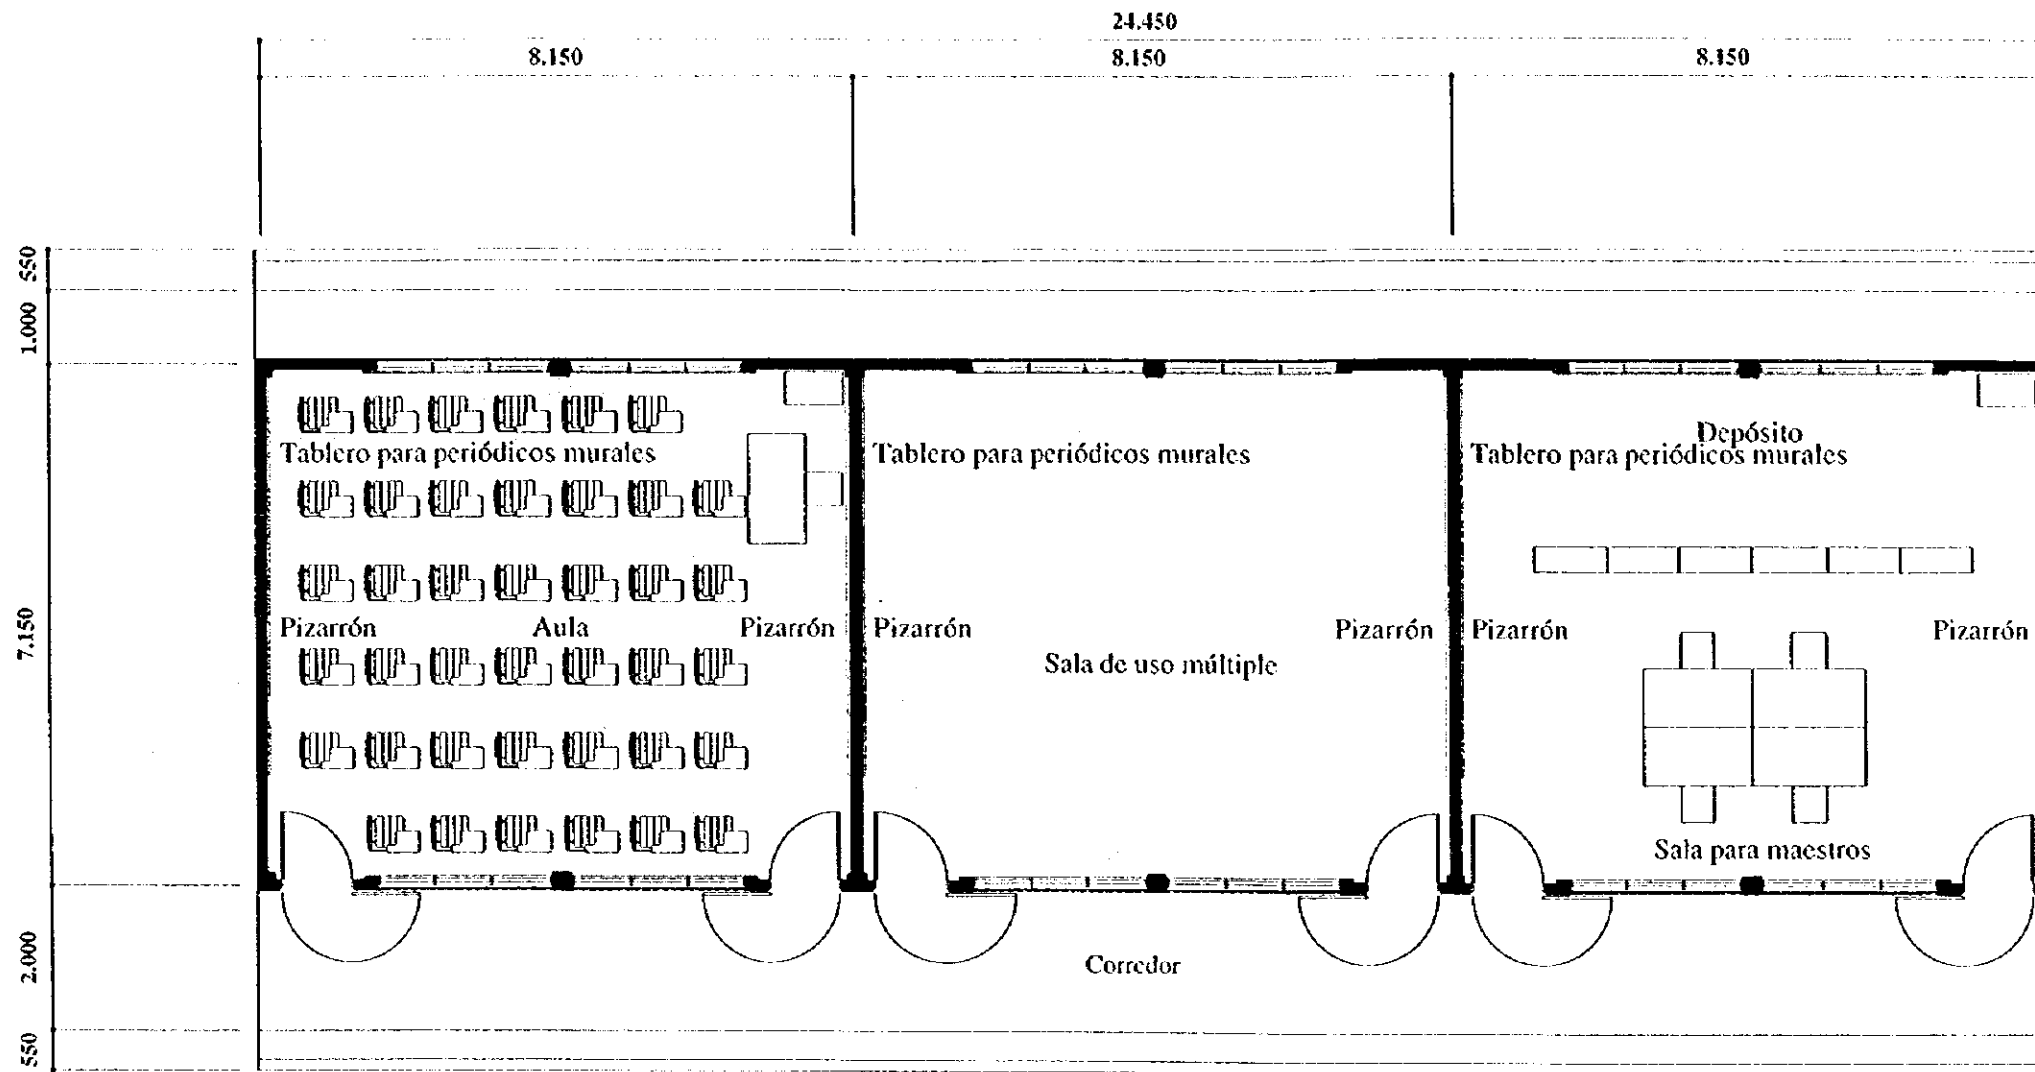 24.450
8.150 8.150 8.150
550
1.000
7.150
2.000
550
Tablero para periódicos murales
Pizarrón Aula Pizarrón
Tablero para periódicos murales
Pizarrón Pizarrón
Sala de uso múltiple
Depósito
Tablero para periódicos murales
Pizarrón Pizarrón
Sala para maestros
Corredor